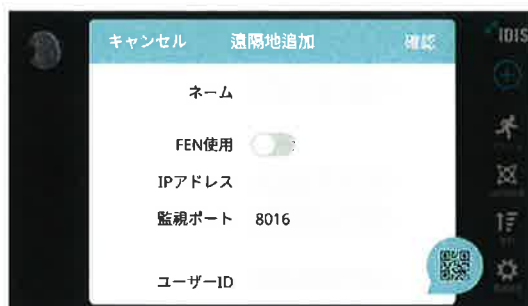 キャンセル 遠隔地追加 確認
IDIS
ネーム
FEN使用
IPアドレス
監視ポート 8016
ユーザーID